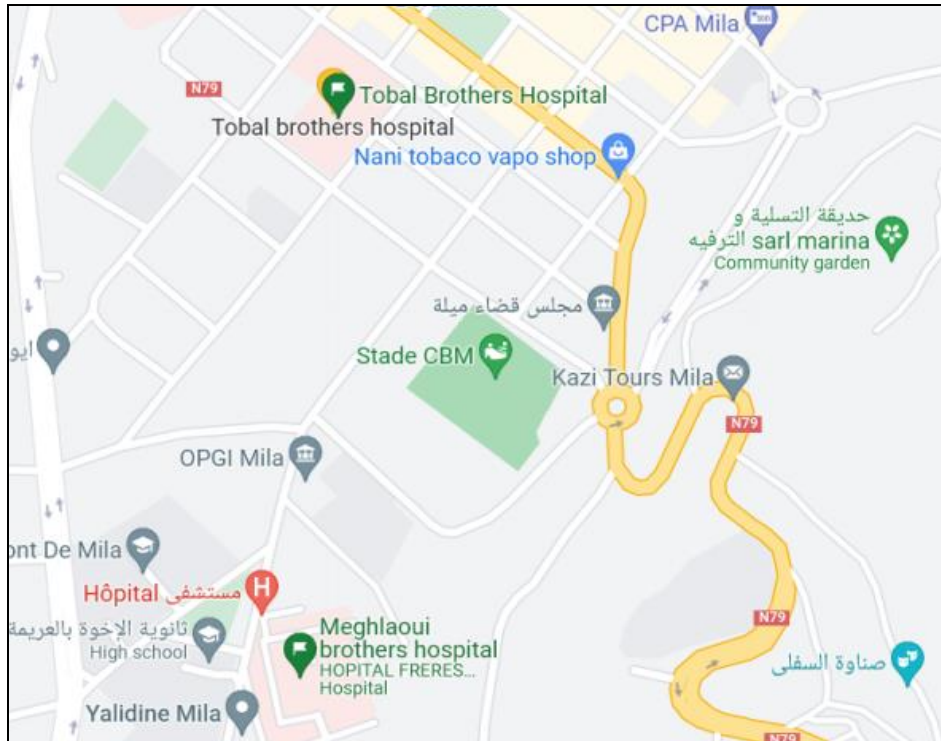 CPA Mila
N79
Tobal Brothers Hospital
Tobal brothers hospital
Nani tobaco vapo shop
حديقة التسلية و
الترفيه sarl marina
Community garden
مجلس قضاء ميلة
ايو
Stade CBM
Kazi Tours Mila
N79
OPGI Mila
ont De Mila
Hôpital مستشفى
ثانوية الإخوة بالعريمة
High school
Meghlaoui
brothers hospital
HOPITAL FRERES...
Hospital
N79
صناوة السفلى
Yalidine Mila
N79